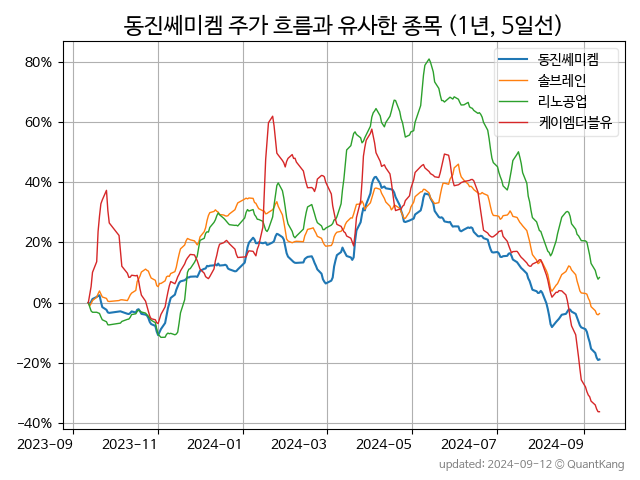 동진쎄미켐 주가 흐름과 유사한 종목 (1년, 5일선)
동진쎄미켐
솔브레인
리노공업
케이엠더블유
80%
60%
40%
20%
0%
−20%
−40%
2023-09 2023-11 2024-01 2024-03 2024-05 2024-07 2024-09
updated: 2024-09-12 © QuantKang